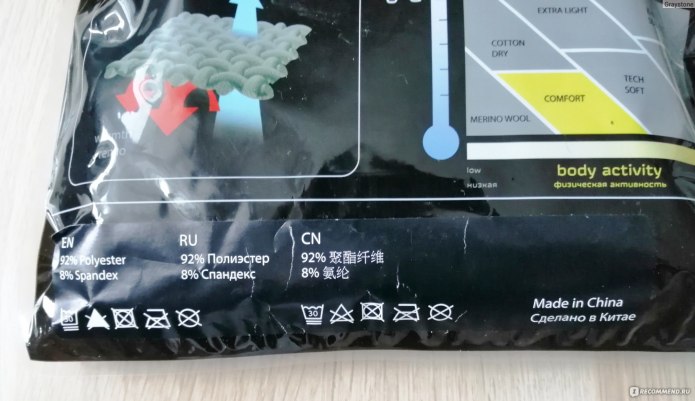 Graystone
EXTRA LIGHT
COTTON
DRY
TECH
SOFT
COMFORT
MERINO WOOL
low
низкая
body activity
физическая активность
EN
92% Polyester
8% Spandex
RU
92% Полиэстер
8% Спандекс
CN
92% 聚酯纤维
8% 氨纶
30
30
Made in China
Сделано в Китае
IRECOMMEND.RU